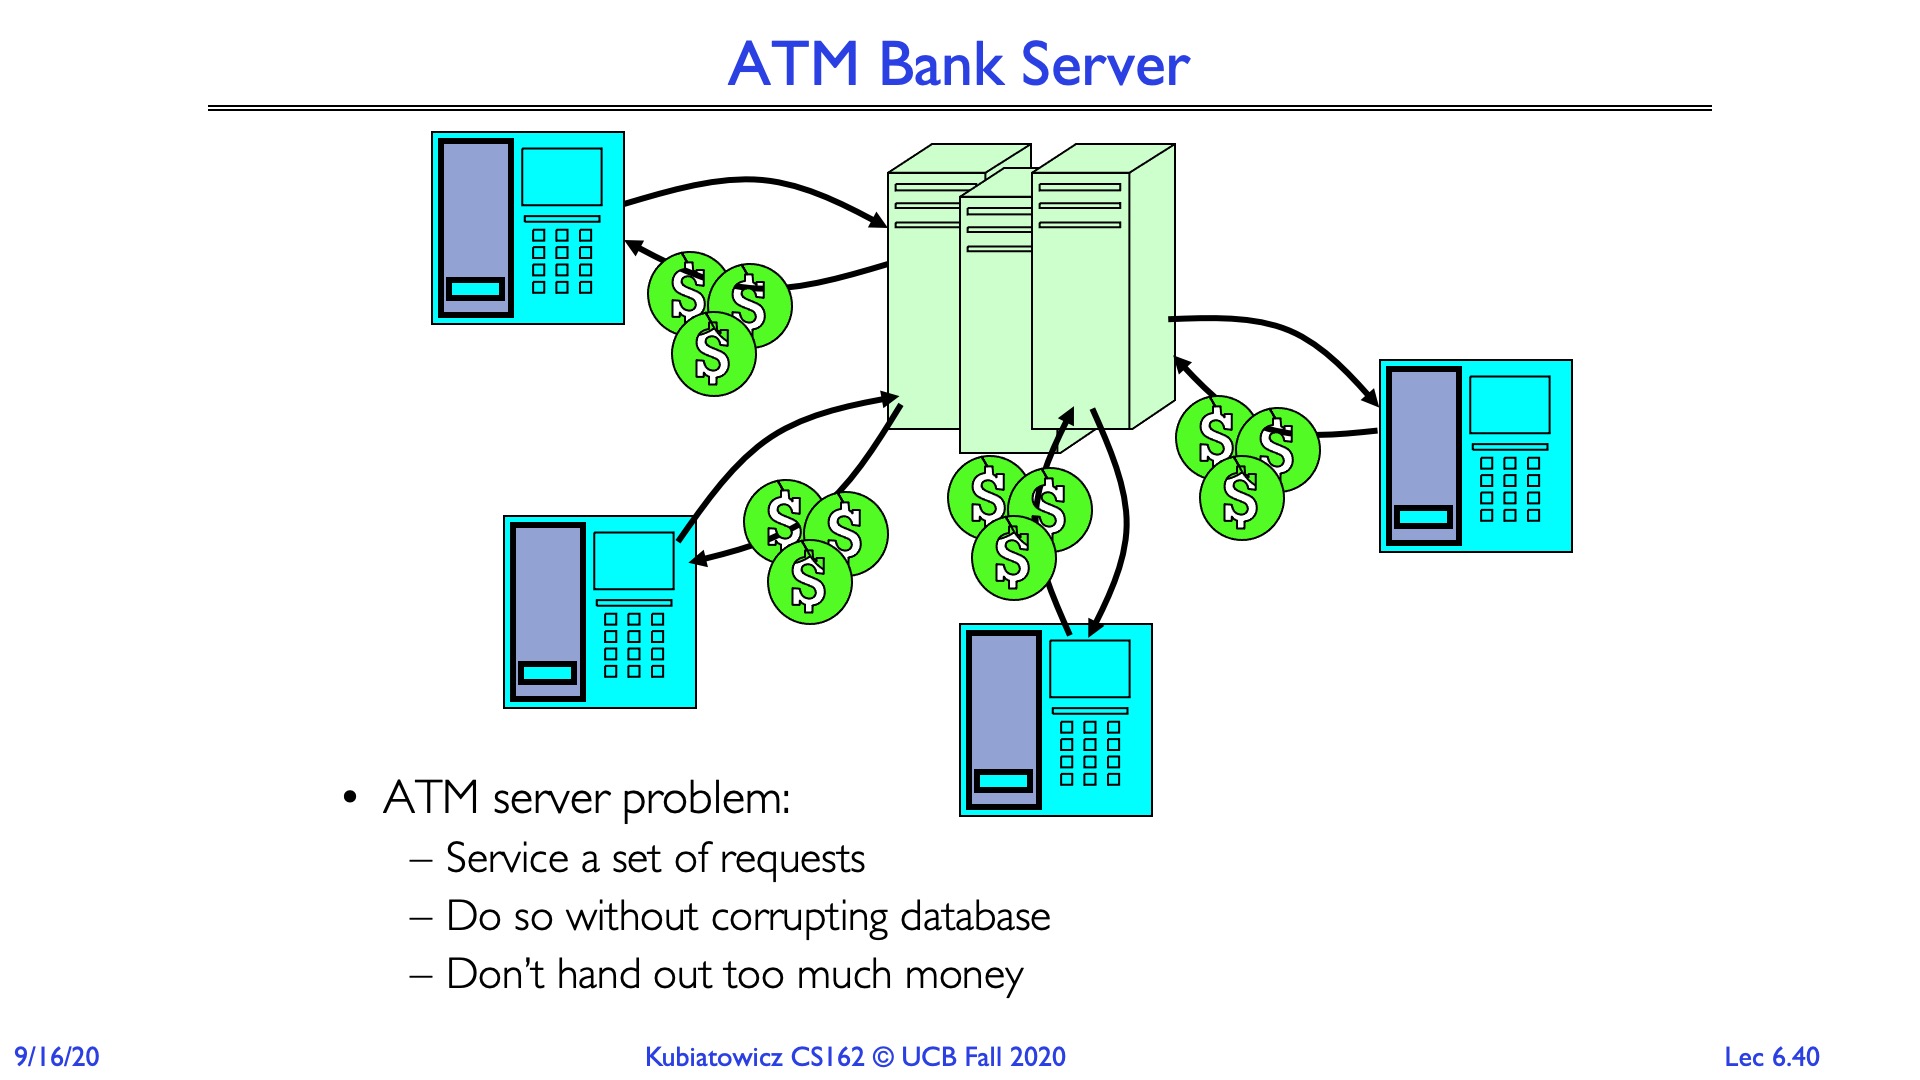 ATM Bank Server
$ $ $
$ $ $
$ $ $
$ $ $
• ATM server problem:
– Service a set of requests
– Do so without corrupting database
– Don't hand out too much money
9/16/20 Kubiatowicz CS162 © UCB Fall 2020 Lec 6.40